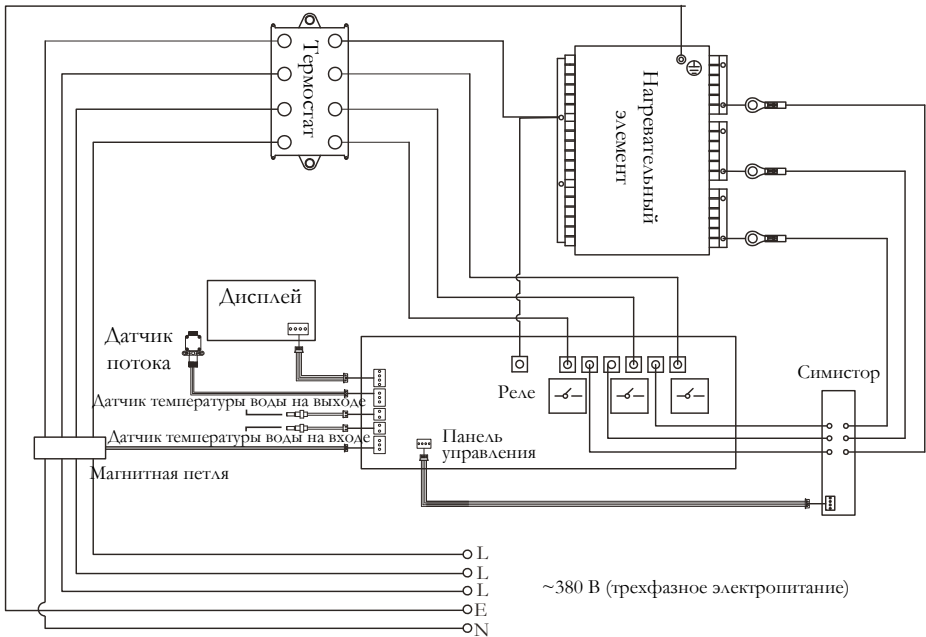 Термостат
Нагревательный
элемент
Дисплей
Датчик
потока
Датчик температуры воды на выходе
Датчик температуры воды на входе
Магнитная петля
Реле
Панель
управления
Симистор
L
L
L
E
N
~380 В (трехфазное электропитание)